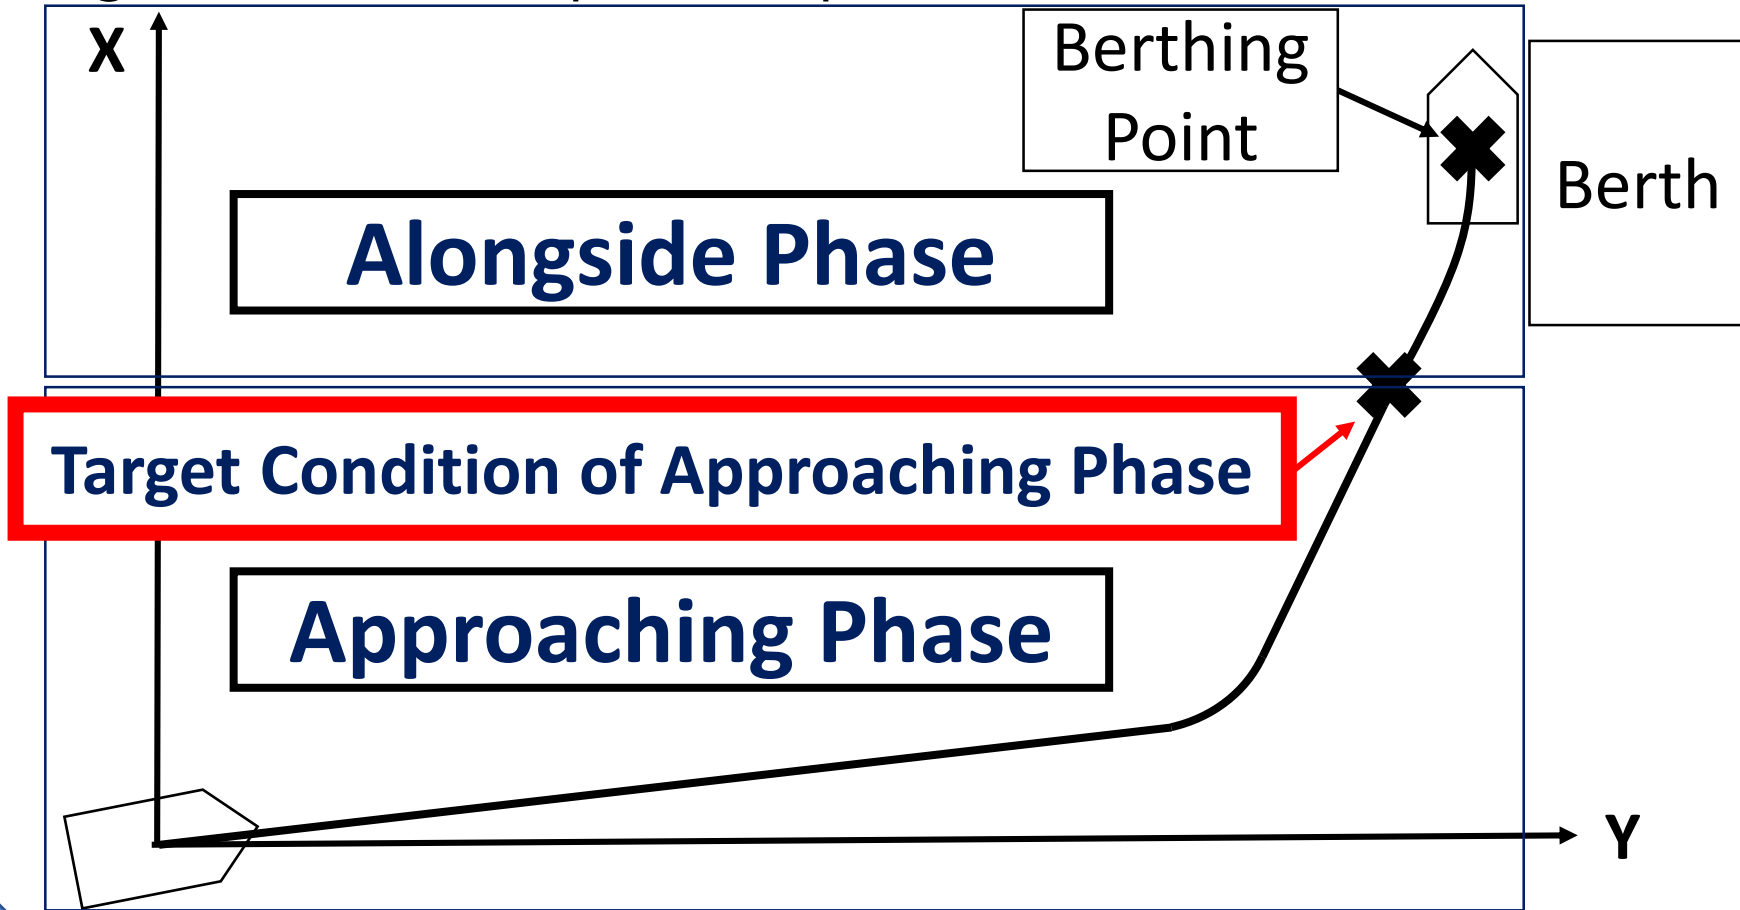 X
Berthing
Point
Berth
Alongside Phase
Target Condition of Approaching Phase
Approaching Phase
Y